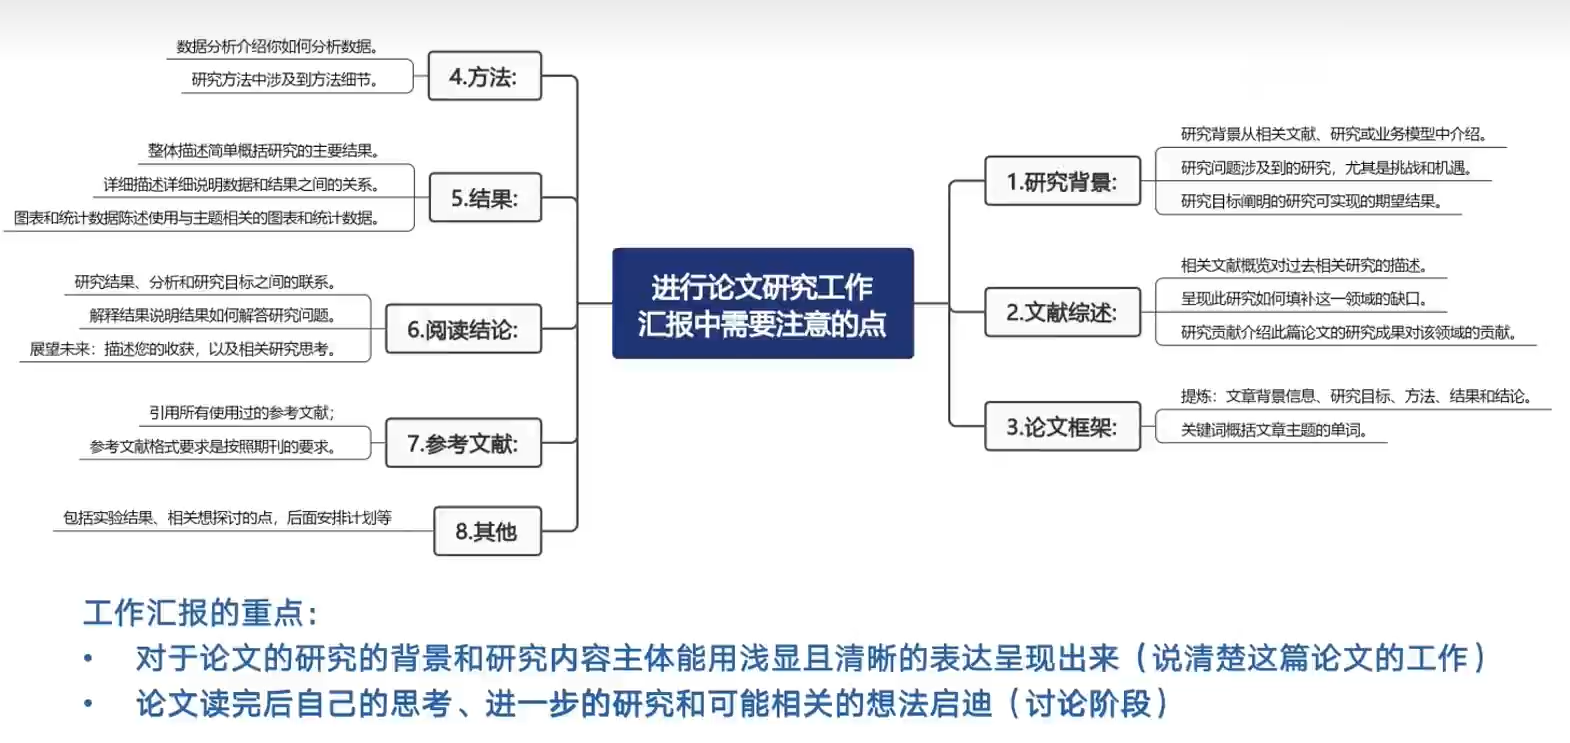 进行论文研究工作
汇报中需要注意的点
1.研究背景:
研究背景从相关文献、研究或业务模型中介绍。
研究问题涉及到的研究，尤其是挑战和机遇。
研究目标阐明的研究可实现的期望结果。
2.文献综述:
相关文献概览对过去相关研究的描述。
呈现此研究如何填补这一领域的缺口。
研究贡献介绍此篇论文的研究成果对该领域的贡献。
3.论文框架:
提炼：文章背景信息、研究目标、方法、结果和结论。
关键词概括文章主题的单词。
4.方法:
数据分析介绍你如何分析数据。
研究方法中涉及到方法细节。
5.结果:
整体描述简单概括研究的主要结果。
详细描述详细说明数据和结果之间的关系。
图表和统计数据陈述使用与主题相关的图表和统计数据。
6.阅读结论:
研究结果、分析和研究目标之间的联系。
解释结果说明结果如何解答研究问题。
展望未来：描述您的收获，以及相关研究思考。
7.参考文献:
引用所有使用过的参考文献；
参考文献格式要求是按照期刊的要求。
8.其他
包括实验结果、相关想探讨的点，后面安排计划等
工作汇报的重点：
• 对于论文的研究的背景和研究内容主体能用浅显且清晰的表达呈现出来（说清楚这篇论文的工作）
• 论文读完后自己的思考、进一步的研究和可能相关的想法启迪（讨论阶段）